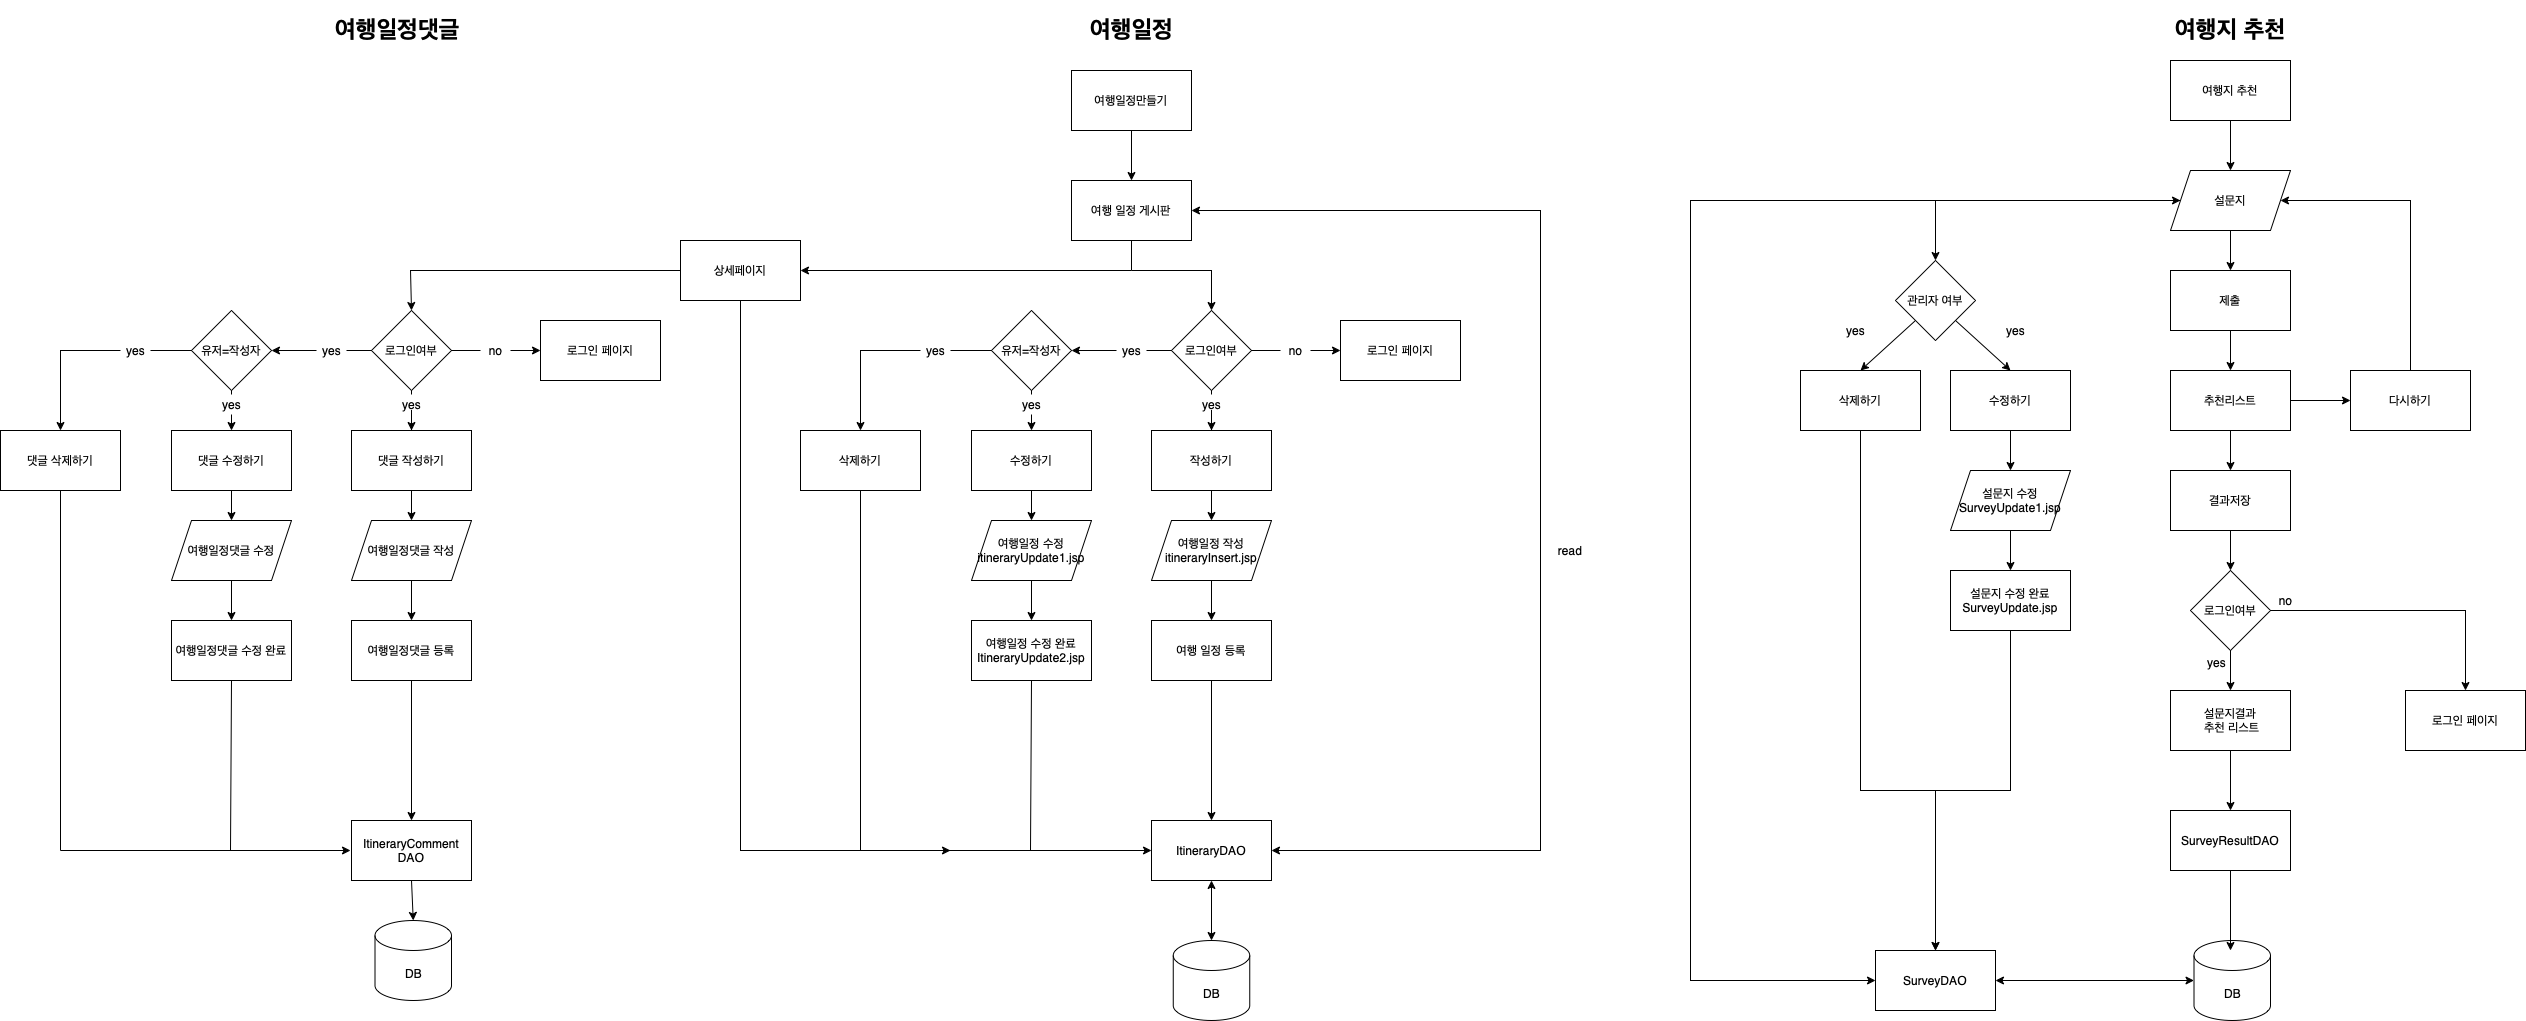 여행일정댓글
여행일정
여행지 추천
여행일정만들기
여행 일정 게시판
상세페이지
유저=작성자
yes
로그인여부
no
로그인 페이지
yes
yes
yes
댓글 삭제하기
댓글 수정하기
댓글 작성하기
여행일정댓글 수정
여행일정댓글 작성
여행일정댓글 수정 완료
여행일정댓글 등록
ItineraryComment
DAO
DB
유저=작성자
yes
로그인여부
no
로그인 페이지
yes
yes
yes
삭제하기
수정하기
작성하기
여행일정 수정
itineraryUpdate1.jsp
여행일정 작성
itineraryInsert.jsp
여행일정 수정 완료
ItineraryUpdate2.jsp
여행 일정 등록
read
ItineraryDAO
DB
여행지 추천
설문지
관리자 여부
yes
yes
제출
삭제하기
수정하기
추천리스트
다시하기
설문지 수정
SurveyUpdate1.jsp
결과저장
설문지 수정 완료
SurveyUpdate.jsp
로그인여부
no
yes
설문지결과
추천 리스트
로그인 페이지
SurveyResultDAO
SurveyDAO
DB